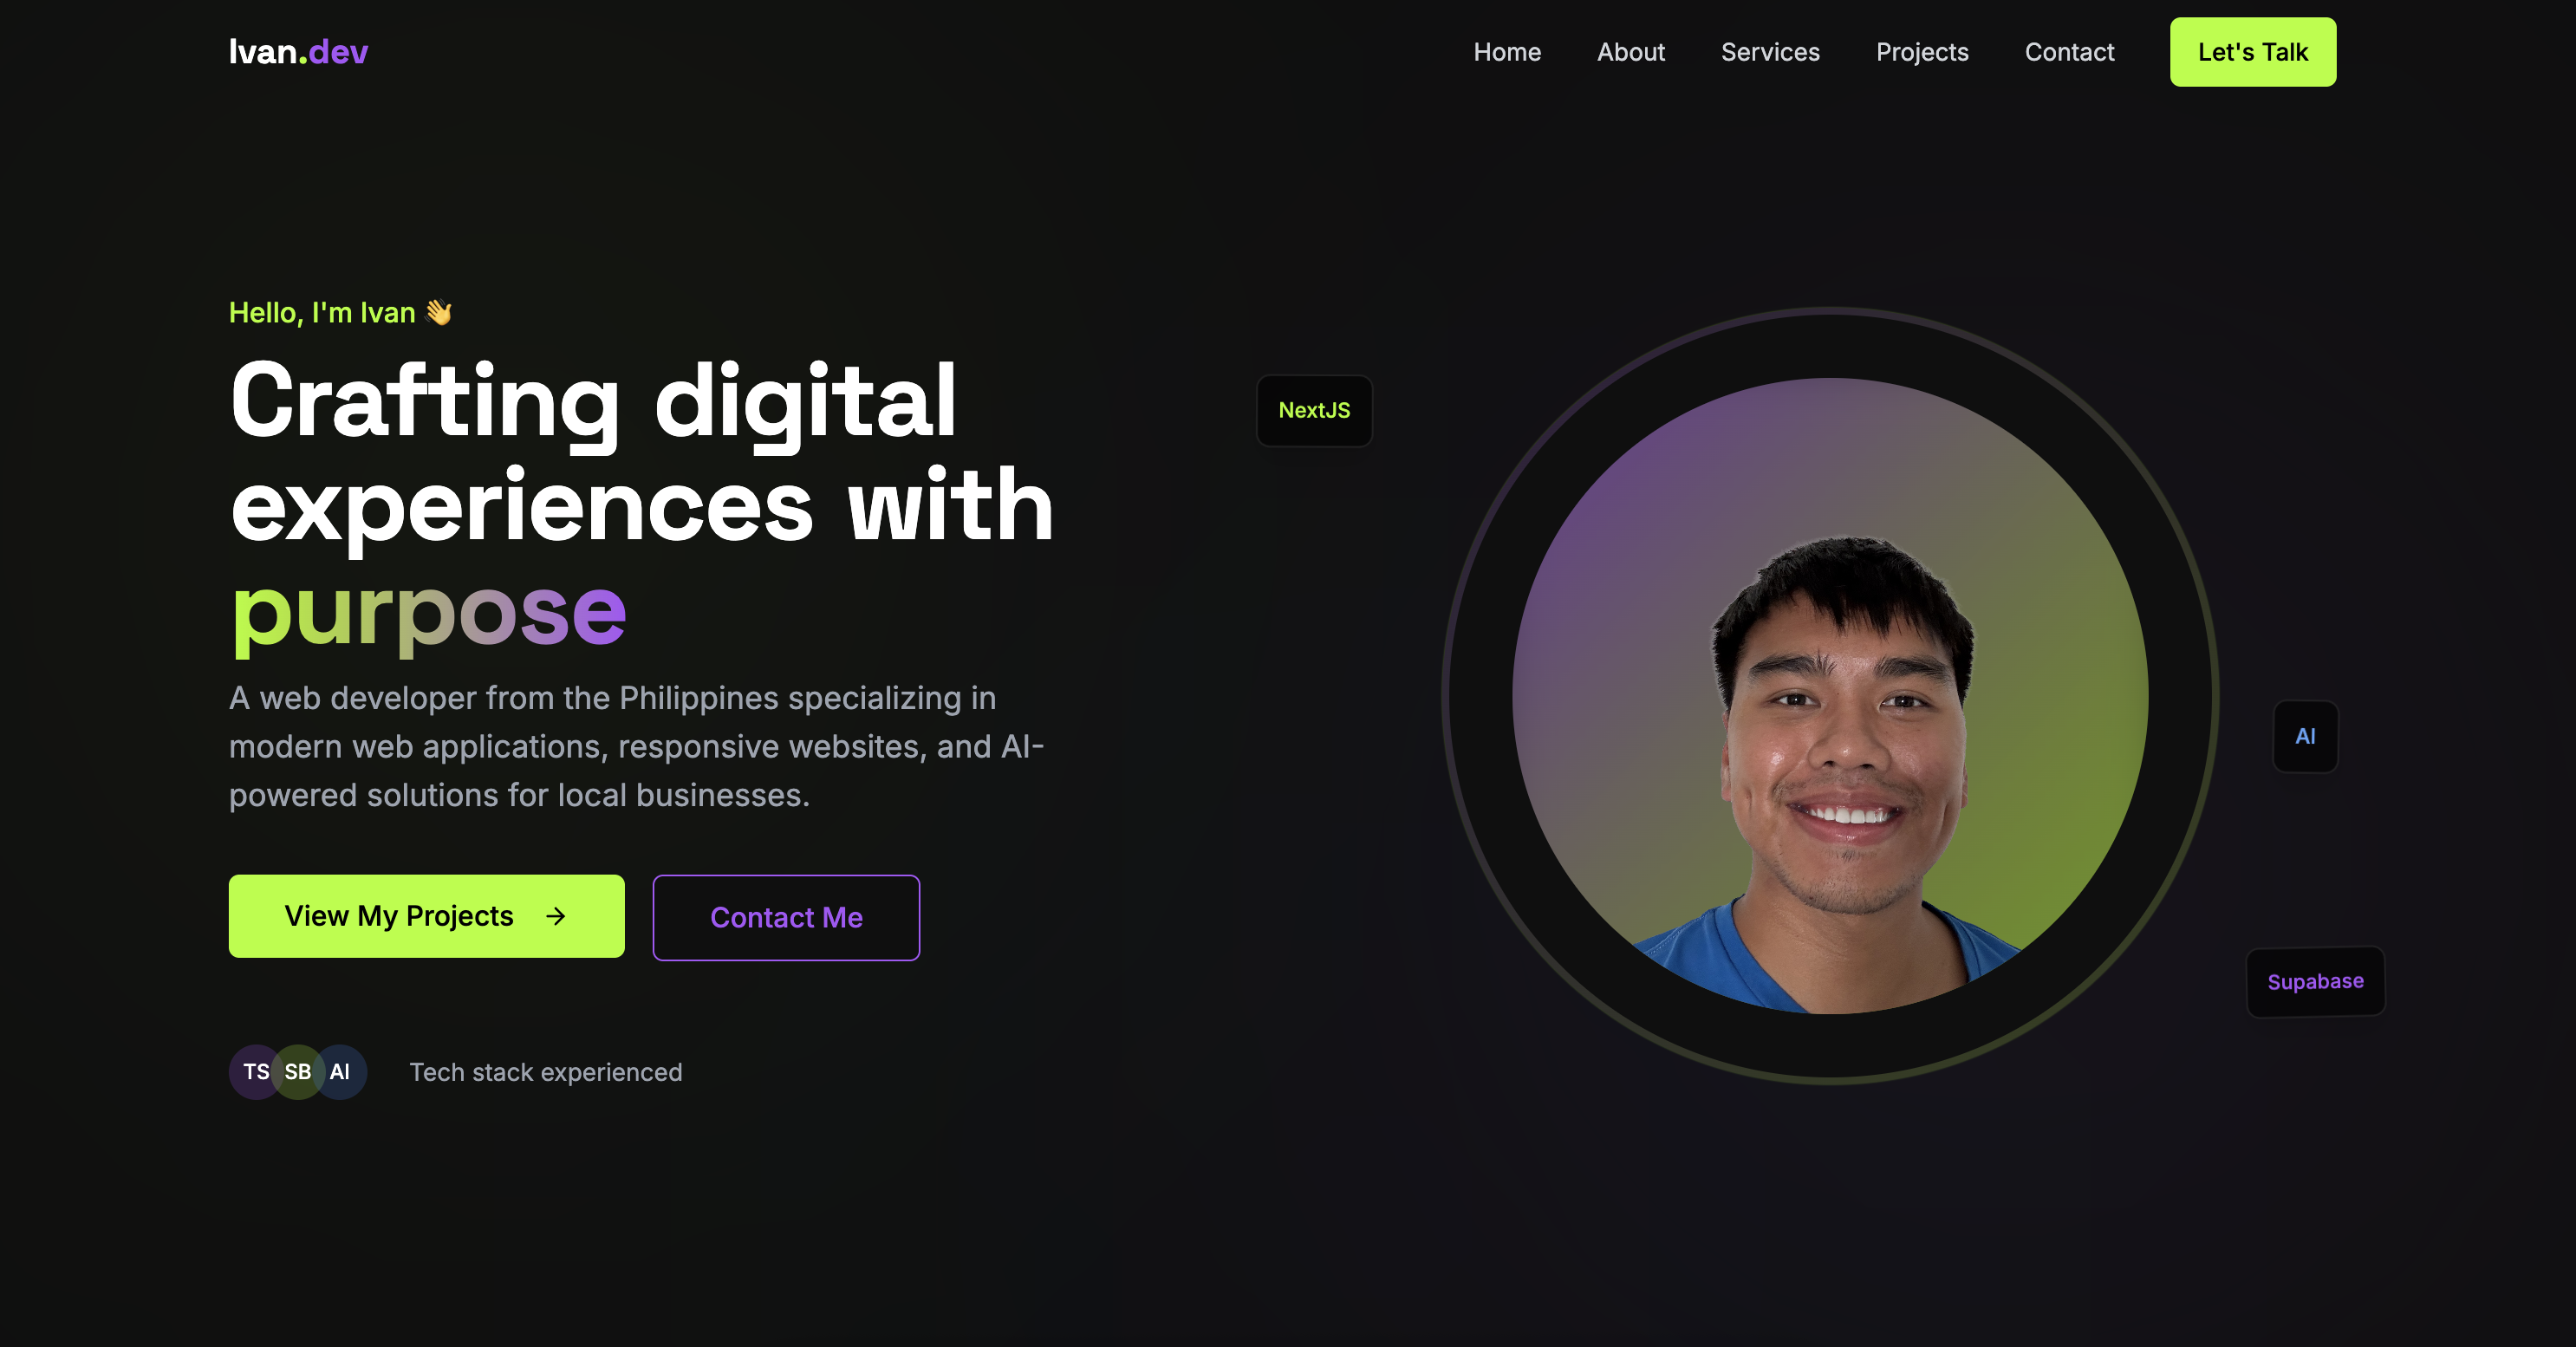 Ivan.dev
Home About Services Projects Contact Let's Talk
Hello, I'm Ivan 👋
Crafting digital
experiences with
purpose
A web developer from the Philippines specializing in
modern web applications, responsive websites, and AI-
powered solutions for local businesses.
View My Projects →
Contact Me
TS SB AI Tech stack experienced
NextJS
AI
Supabase